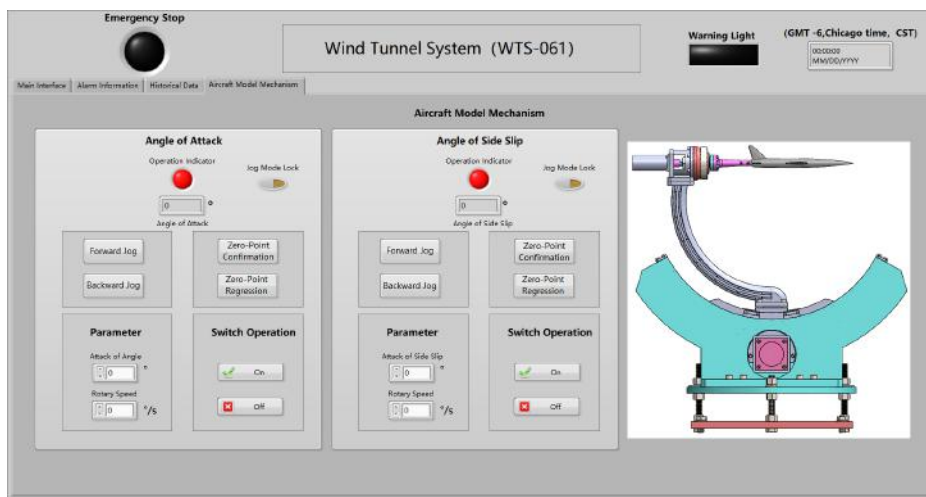 Emergency Stop
Wind Tunnel System (WTS-061)
Warning Light
(GMT -6,Chicago time, CST)
00:00:00
MM/DD/YYYY
Main Interface
Alarm Information
Historical Data
Aircraft Model Mechanism
Aircraft Model Mechanism
Angle of Attack
Operation Indicator
Jog Mode Lock
0 °
Angle of Attack
Forward Jog
Zero-Point
Confirmation
Backward Jog
Zero-Point
Regression
Parameter
Attack of Angle
0 °
Rotary Speed
0 °/s
Switch Operation
On
Off
Angle of Side Slip
Operation Indicator
Jog Mode Lock
0 °
Angle of Side Slip
Forward Jog
Zero-Point
Confirmation
Backward Jog
Zero-Point
Regression
Parameter
Attack of Side Slip
0 °
Rotary Speed
0 °/s
Switch Operation
On
Off